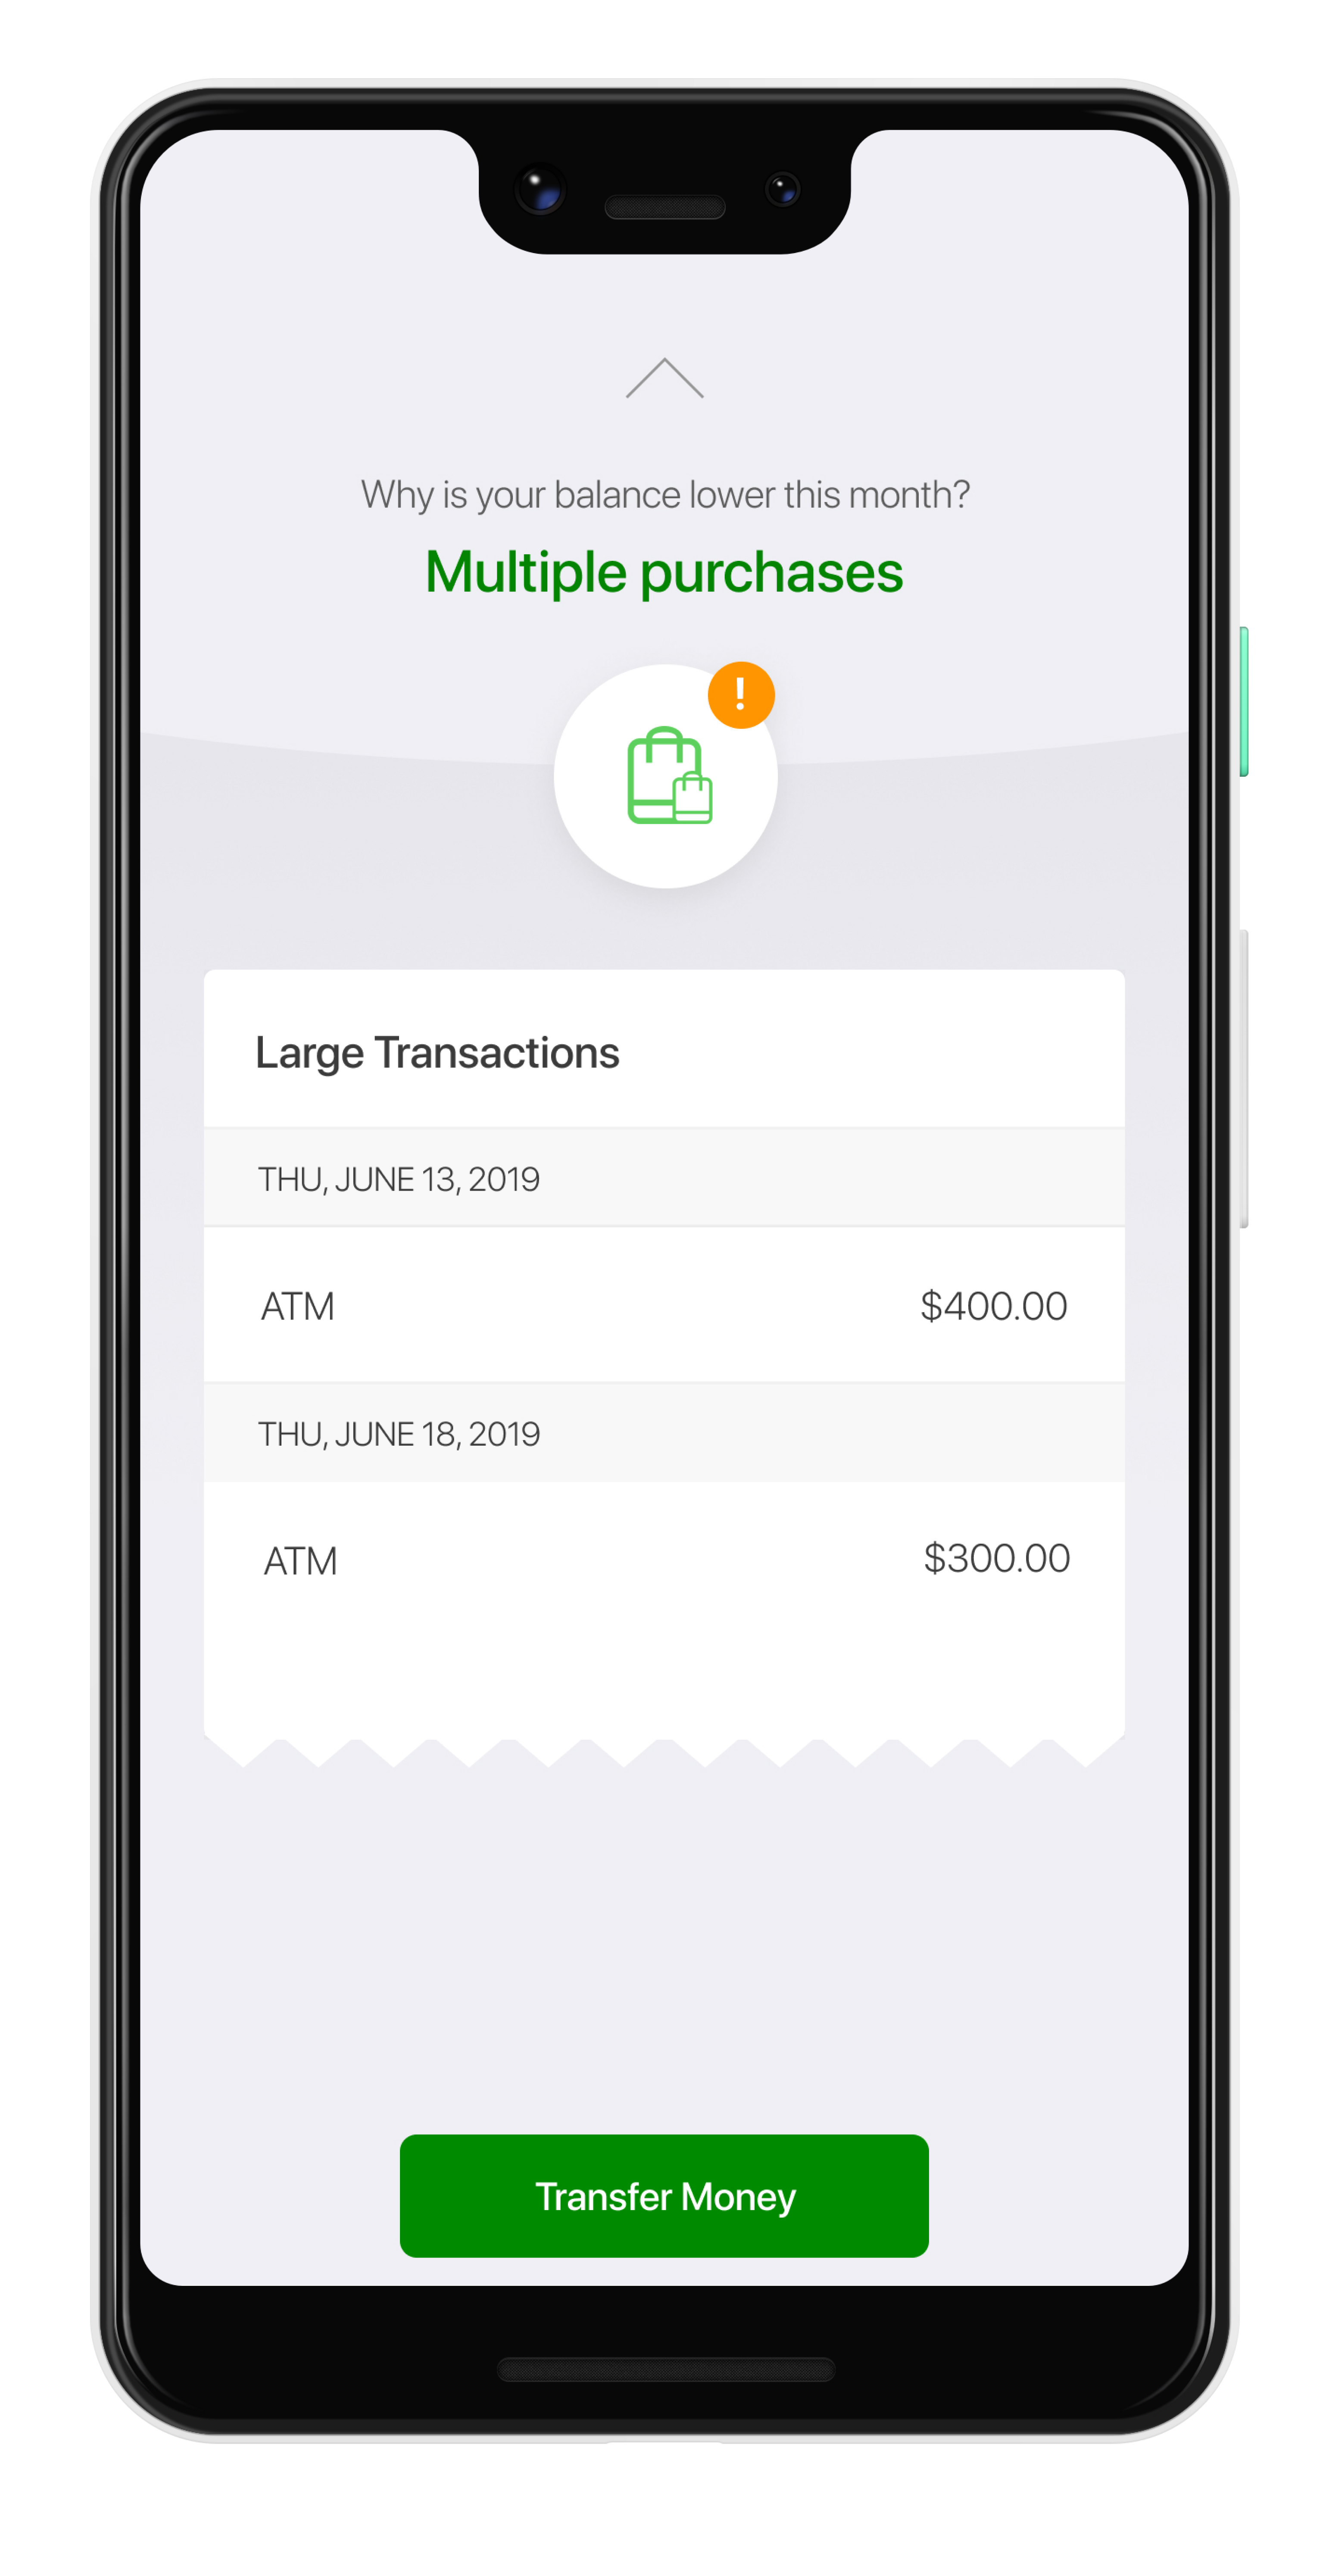 Why is your balance lower this month?
Multiple purchases
!
Large Transactions
THU, JUNE 13, 2019
ATM $400.00
THU, JUNE 18, 2019
ATM $300.00
Transfer Money